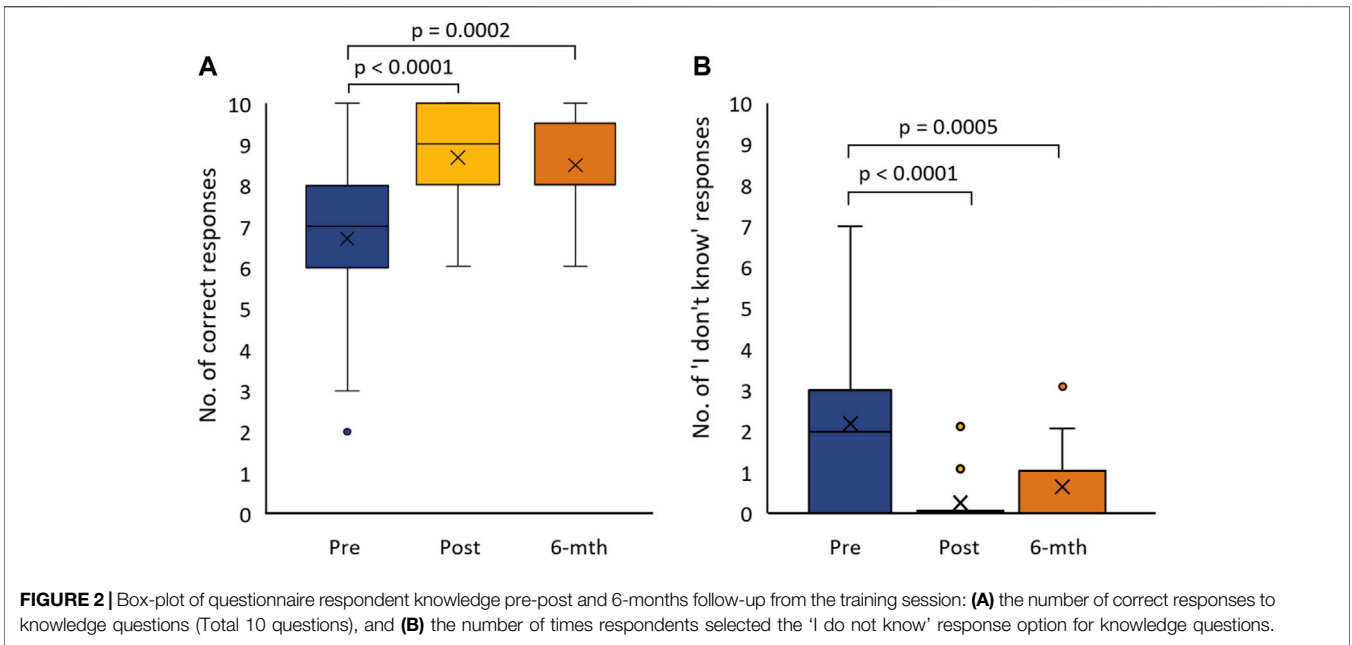 A
p = 0.0002
p < 0.0001
No. of correct responses
10
9
8
7
6
5
4
3
2
1
0
Pre Post 6-mth
B
p = 0.0005
p < 0.0001
No. of 'I don't know' responses
10
9
8
7
6
5
4
3
2
1
0
Pre Post 6-mth
FIGURE 2 | Box-plot of questionnaire respondent knowledge pre-post and 6-months follow-up from the training session: (A) the number of correct responses to
knowledge questions (Total 10 questions), and (B) the number of times respondents selected the ‘I do not know’ response option for knowledge questions.